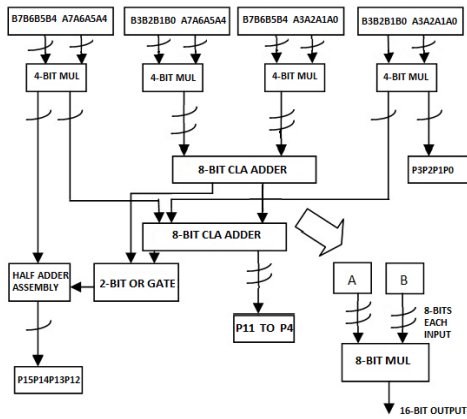 B7B6B5B4 A7A6A5A4
B3B2B1B0 A7A6A5A4
B7B6B5B4 A3A2A1A0
B3B2B1B0 A3A2A1A0
4-BIT MUL
4-BIT MUL
4-BIT MUL
4-BIT MUL
8-BIT CLA ADDER
P3P2P1P0
8-BIT CLA ADDER
HALF ADDER
ASSEMBLY
2-BIT OR GATE
A
B
8-BITS
EACH
INPUT
P11 TO P4
8-BIT MUL
P15P14P13P12
16-BIT OUTPUT